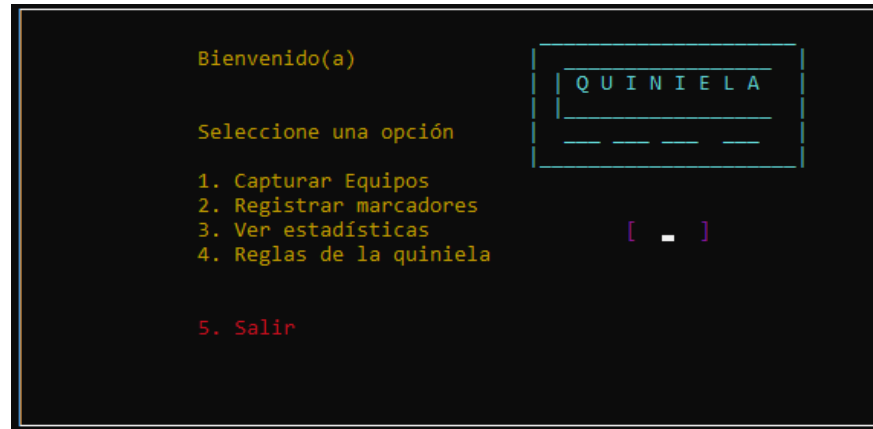 Bienvenido(a)
Q U I N I E L A
Seleccione una opción
1. Capturar Equipos
2. Registrar marcadores
3. Ver estadísticas
4. Reglas de la quiniela
[ _ ]
5. Salir